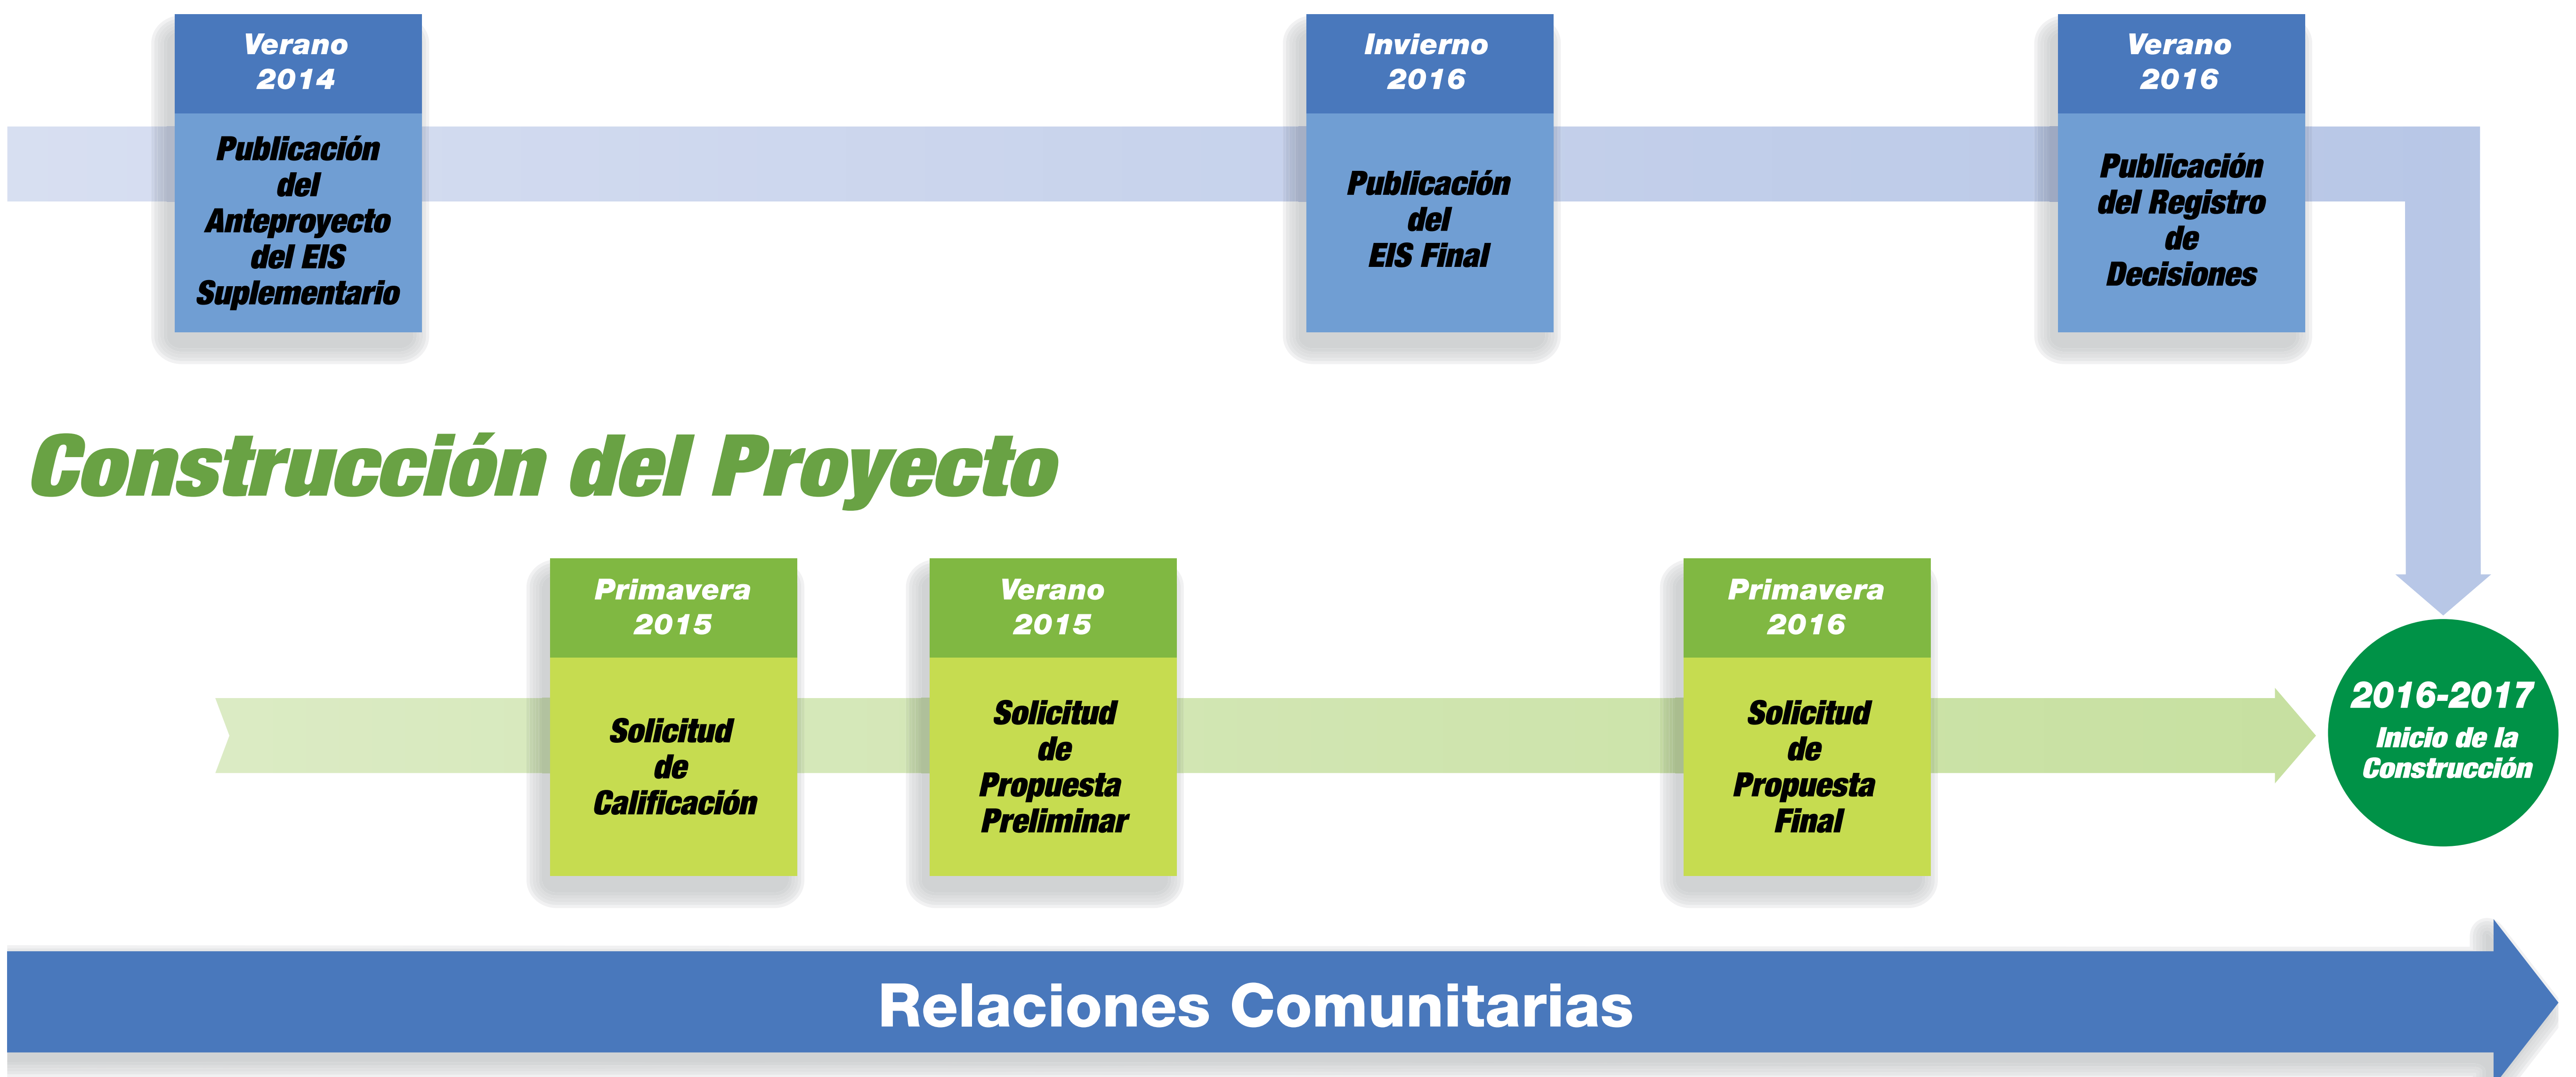 Verano
2014
Publicación
del
Anteproyecto
del EIS
Suplementario
Invierno
2016
Publicación
del
EIS Final
Verano
2016
Publicación
del Registro
de
Decisiones
Construcción del Proyecto
Primavera
2015
Solicitud
de
Calificación
Verano
2015
Solicitud
de
Propuesta
Preliminar
Primavera
2016
Solicitud
de
Propuesta
Final
2016-2017
Inicio de la
Construcción
Relaciones Comunitarias